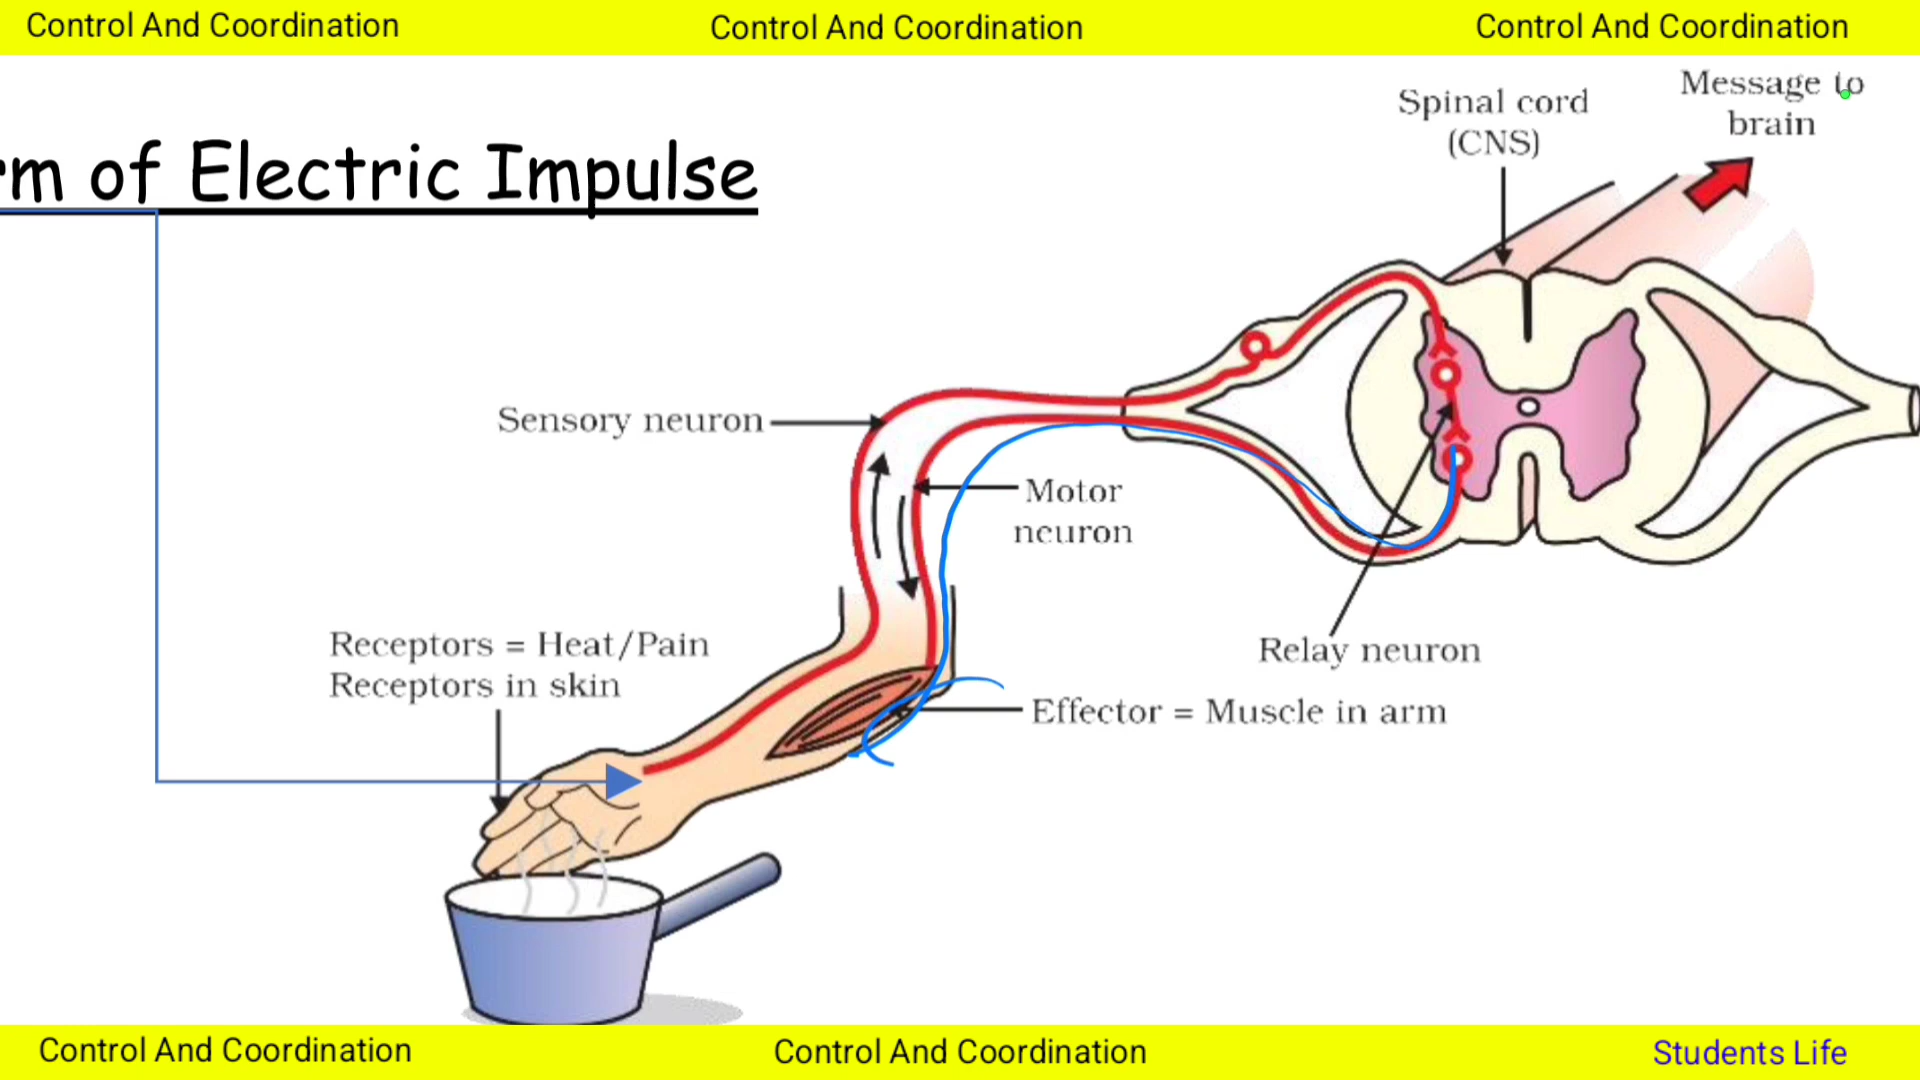 Control And Coordination
Control And Coordination
Control And Coordination
Message to
brain
Spinal cord
(CNS)
rm of Electric Impulse
Sensory neuron
Motor
neuron
Receptors = Heat/Pain
Receptors in skin
Relay neuron
Effector = Muscle in arm
Control And Coordination
Control And Coordination
Students Life